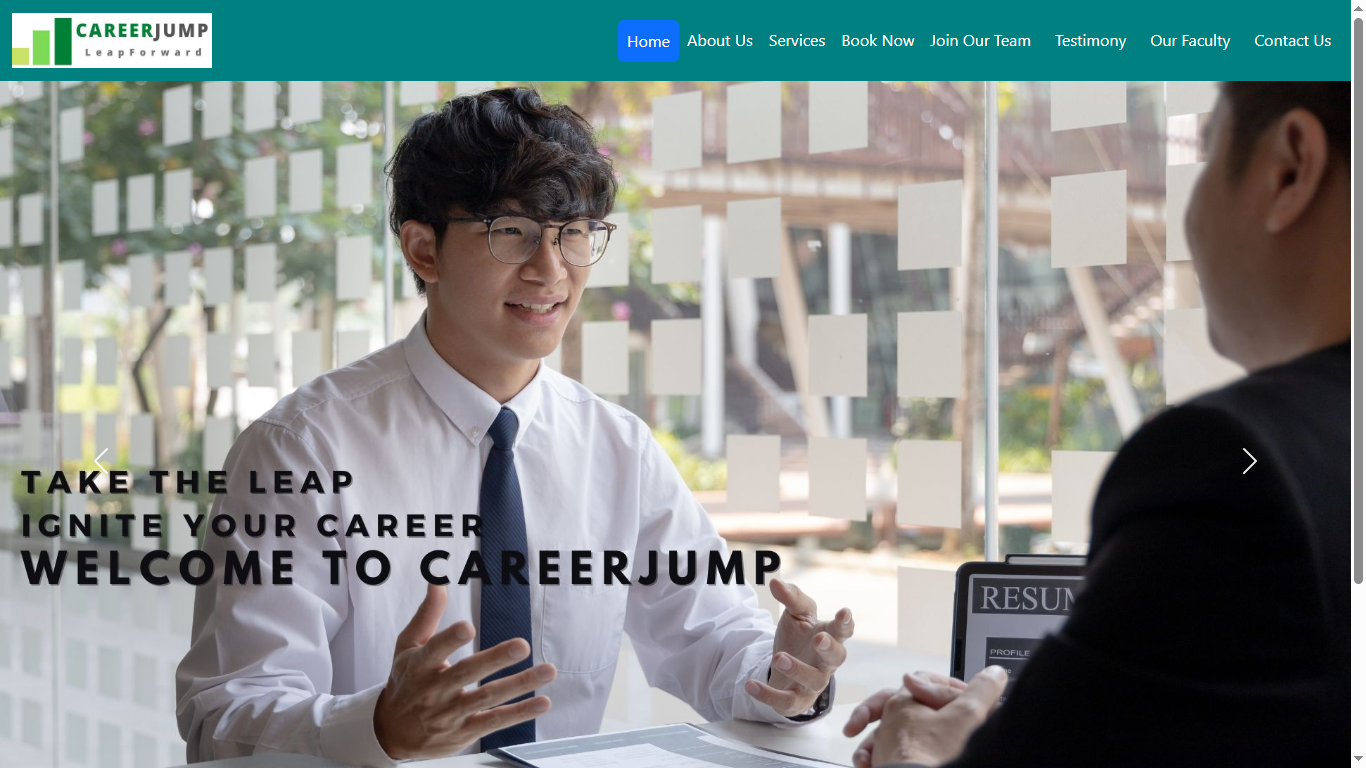 CAREERJUMP
LeapForward
Home About Us Services Book Now Join Our Team Testimony Our Faculty Contact Us
TAKE THE LEAP
IGNITE YOUR CAREER
WELCOME TO CAREERJUMP
PROFILE